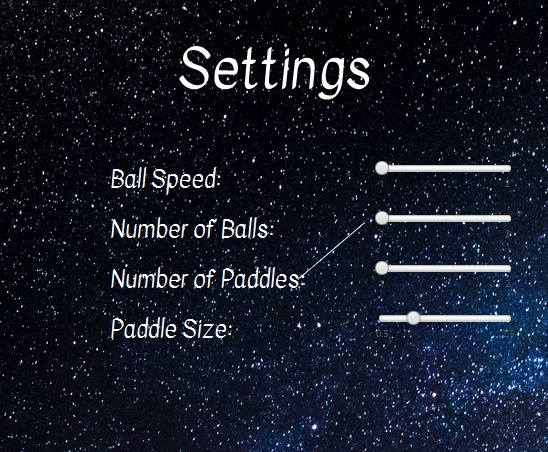 Settings
Ball Speed:
Number of Balls:
Number of Paddles:
Paddle Size: